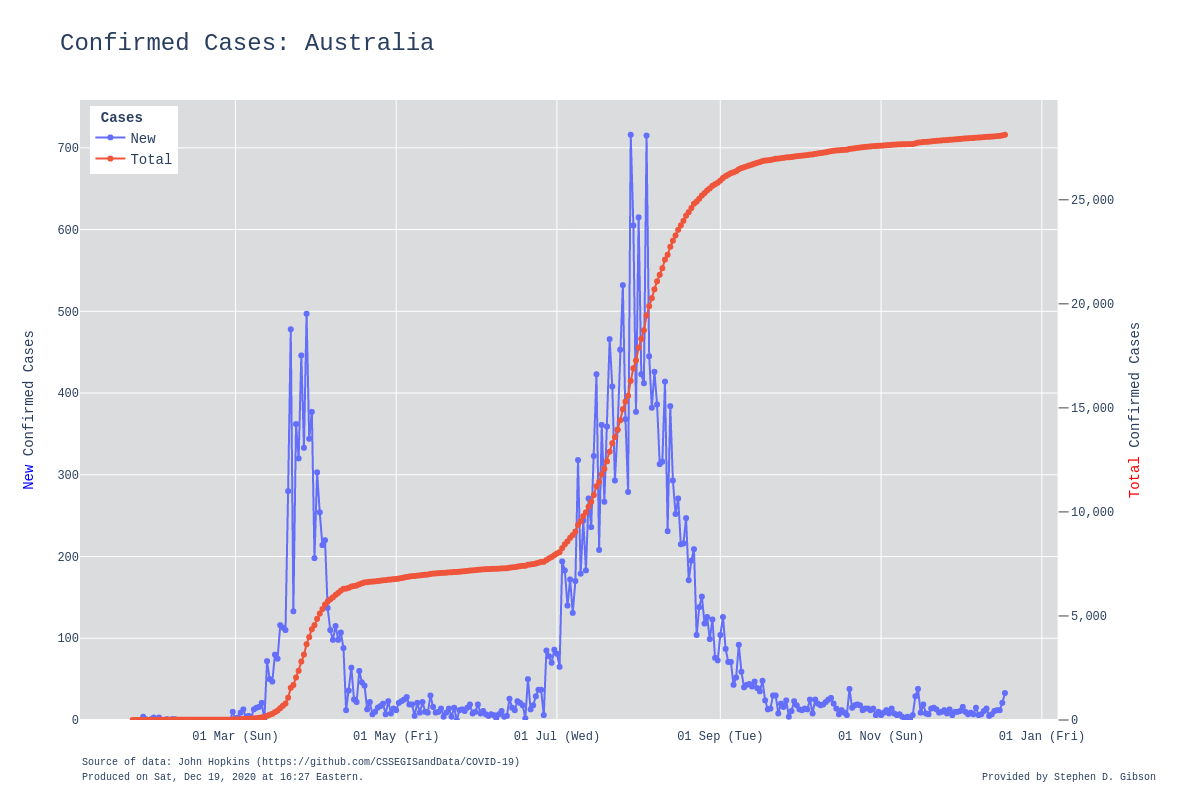 Confirmed Cases: Australia
Cases
New
Total
700
600
500
400
300
200
100
0
New Confirmed Cases
25,000
20,000
15,000
10,000
5,000
0
Total Confirmed Cases
01 Mar (Sun) 01 May (Fri) 01 Jul (Wed) 01 Sep (Tue) 01 Nov (Sun) 01 Jan (Fri)
Source of data: John Hopkins (https://github.com/CSSEGISandData/COVID-19)
Produced on Sat, Dec 19, 2020 at 16:27 Eastern.
Provided by Stephen D. Gibson